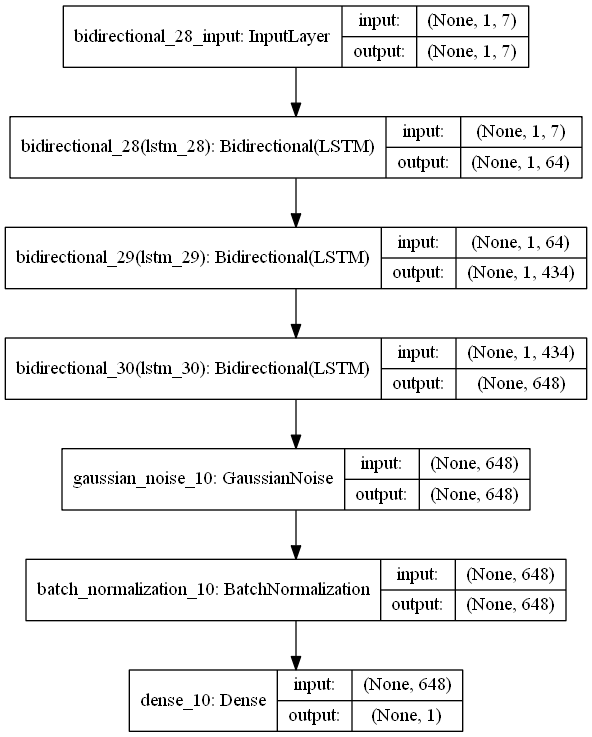 bidirectional_28_input: InputLayer
input:
(None, 1, 7)
output:
(None, 1, 7)
bidirectional_28(lstm_28): Bidirectional(LSTM)
input:
(None, 1, 7)
output:
(None, 1, 64)
bidirectional_29(lstm_29): Bidirectional(LSTM)
input:
(None, 1, 64)
output:
(None, 1, 434)
bidirectional_30(lstm_30): Bidirectional(LSTM)
input:
(None, 1, 434)
output:
(None, 648)
gaussian_noise_10: GaussianNoise
input:
(None, 648)
output:
(None, 648)
batch_normalization_10: BatchNormalization
input:
(None, 648)
output:
(None, 648)
dense_10: Dense
input:
(None, 648)
output:
(None, 1)